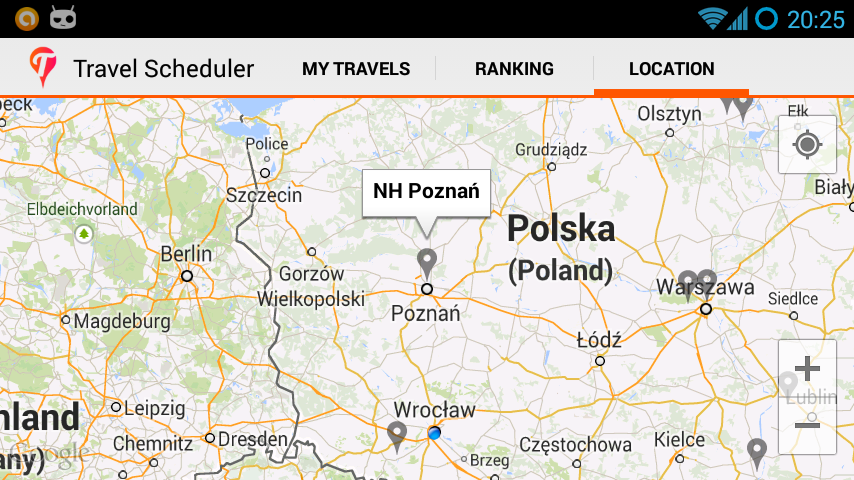 20:25
Travel Scheduler
MY TRAVELS
RANKING
LOCATION
beck
Olsztyn
Ełk
Police
Grudziądz
Szczecin
NH Poznań
Biały
Elbdeichvorland
Polska
(Poland)
Berlin
Gorzów
Wielkopolski
Warszawa
Siedlce
Poznań
Magdeburg
Łódź
+
Lublin
Leipzig
Wrocław
nland
any)
Google
Chemnitz
Dresden
Częstochowa
Kielce
Brzeg
−